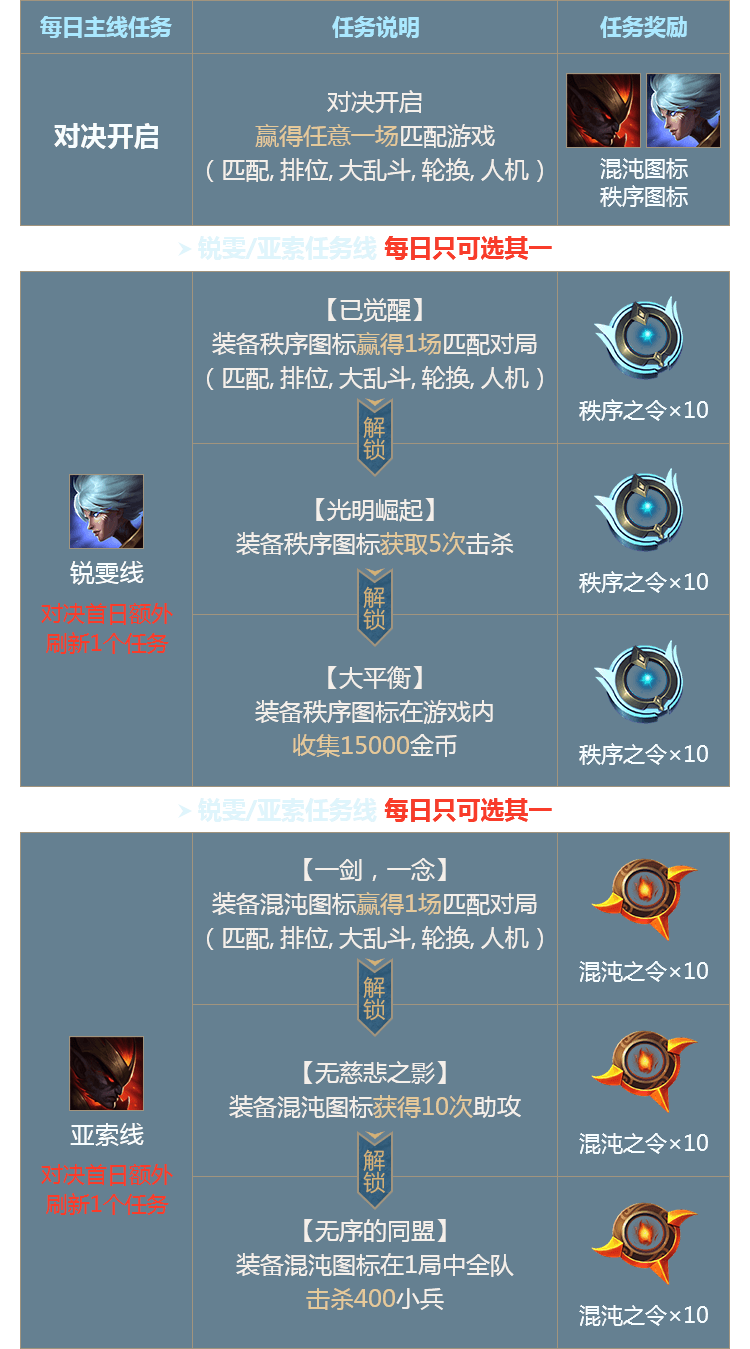 每日主线任务 任务说明 任务奖励
对决开启
对决开启
赢得任意一场匹配游戏
(匹配,排位,大乱斗,轮换,人机)
混沌图标
秩序图标
➤ 锐雯/亚索任务线 每日只可选其一
锐雯线
对决首日额外
刷新1个任务
【已觉醒】
装备秩序图标赢得1场匹配对局
(匹配,排位,大乱斗,轮换,人机)
秩序之令×10
解锁
【光明崛起】
装备秩序图标获取5次击杀
秩序之令×10
解锁
【大平衡】
装备秩序图标在游戏内
收集15000金币
秩序之令×10
➤ 锐雯/亚索任务线 每日只可选其一
亚索线
对决首日额外
刷新1个任务
【一剑，一念】
装备混沌图标赢得1场匹配对局
(匹配,排位,大乱斗,轮换,人机)
混沌之令×10
解锁
【无慈悲之影】
装备混沌图标获得10次助攻
混沌之令×10
解锁
【无序的同盟】
装备混沌图标在1局中全队
击杀400小兵
混沌之令×10